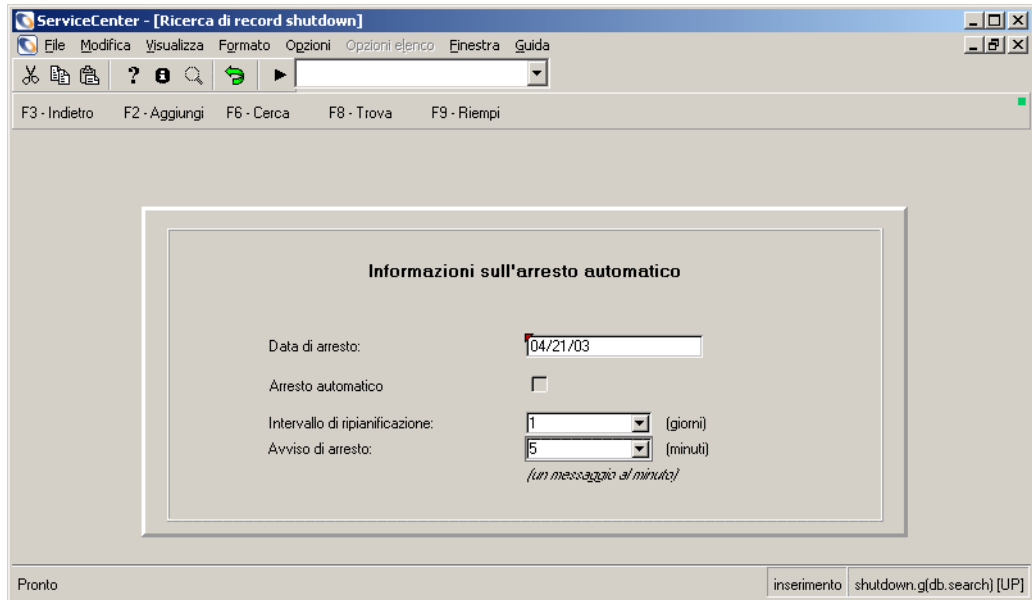 ServiceCenter - [Ricerca di record shutdown]
File Modifica Visualizza Formato Opzioni Opzioni elenco Finestra Guida
F3 - Indietro F2 - Aggiungi F6 - Cerca F8 - Trova F9 - Riempi
Informazioni sull'arresto automatico
Data di arresto: 04/21/03
Arresto automatico
Intervallo di ripianificazione: 1 (giorni)
Avviso di arresto: 5 (minuti)
(un messaggio al minuto)
Pronto inserimento shutdown.g(db.search) [UP]